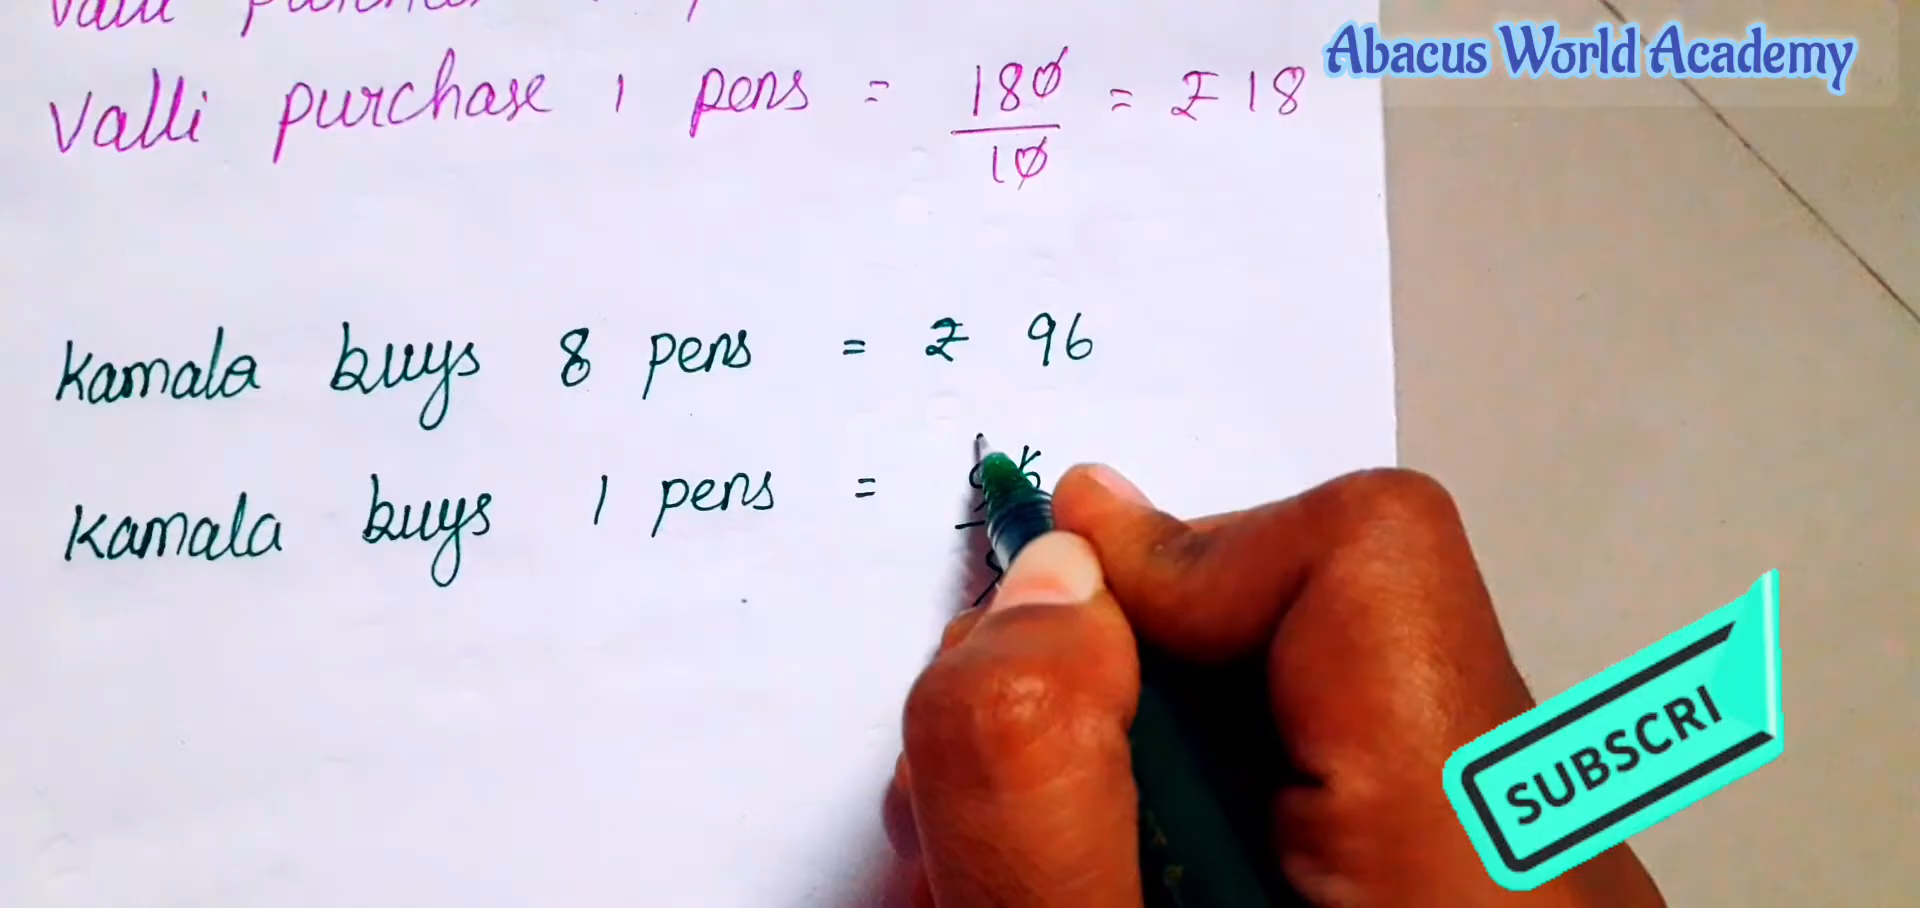 Abacus World Academy
Valli purchase 1 pens = 180/10 = ₹ 18
Kamala buys 8 pens = ₹ 96
Kamala buys 1 pens =
SUBSCRI